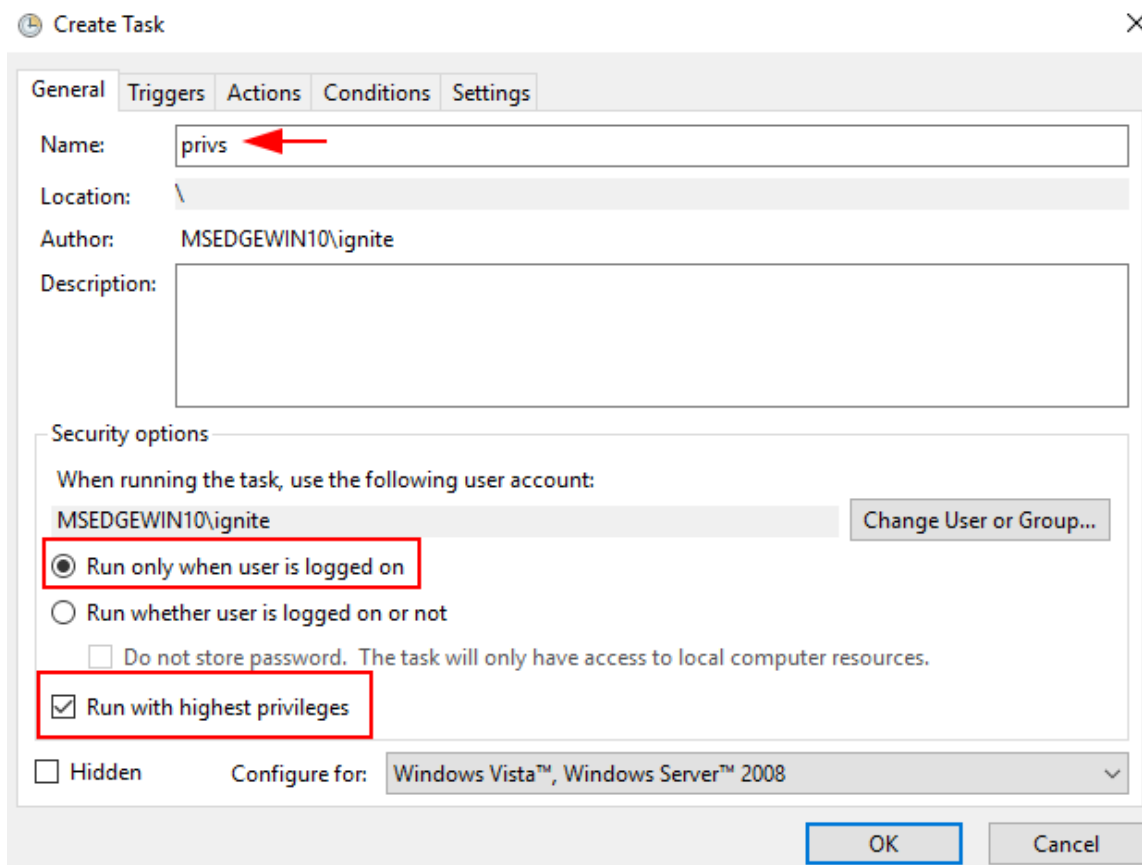 Create Task
General Triggers Actions Conditions Settings
Name: privs
Location: \
Author: MSEDGEWIN10\ignite
Description:
Security options
When running the task, use the following user account:
MSEDGEWIN10\ignite Change User or Group...
Run only when user is logged on
Run whether user is logged on or not
Do not store password. The task will only have access to local computer resources.
Run with highest privileges
Hidden Configure for: Windows Vista™, Windows Server™ 2008
OK Cancel